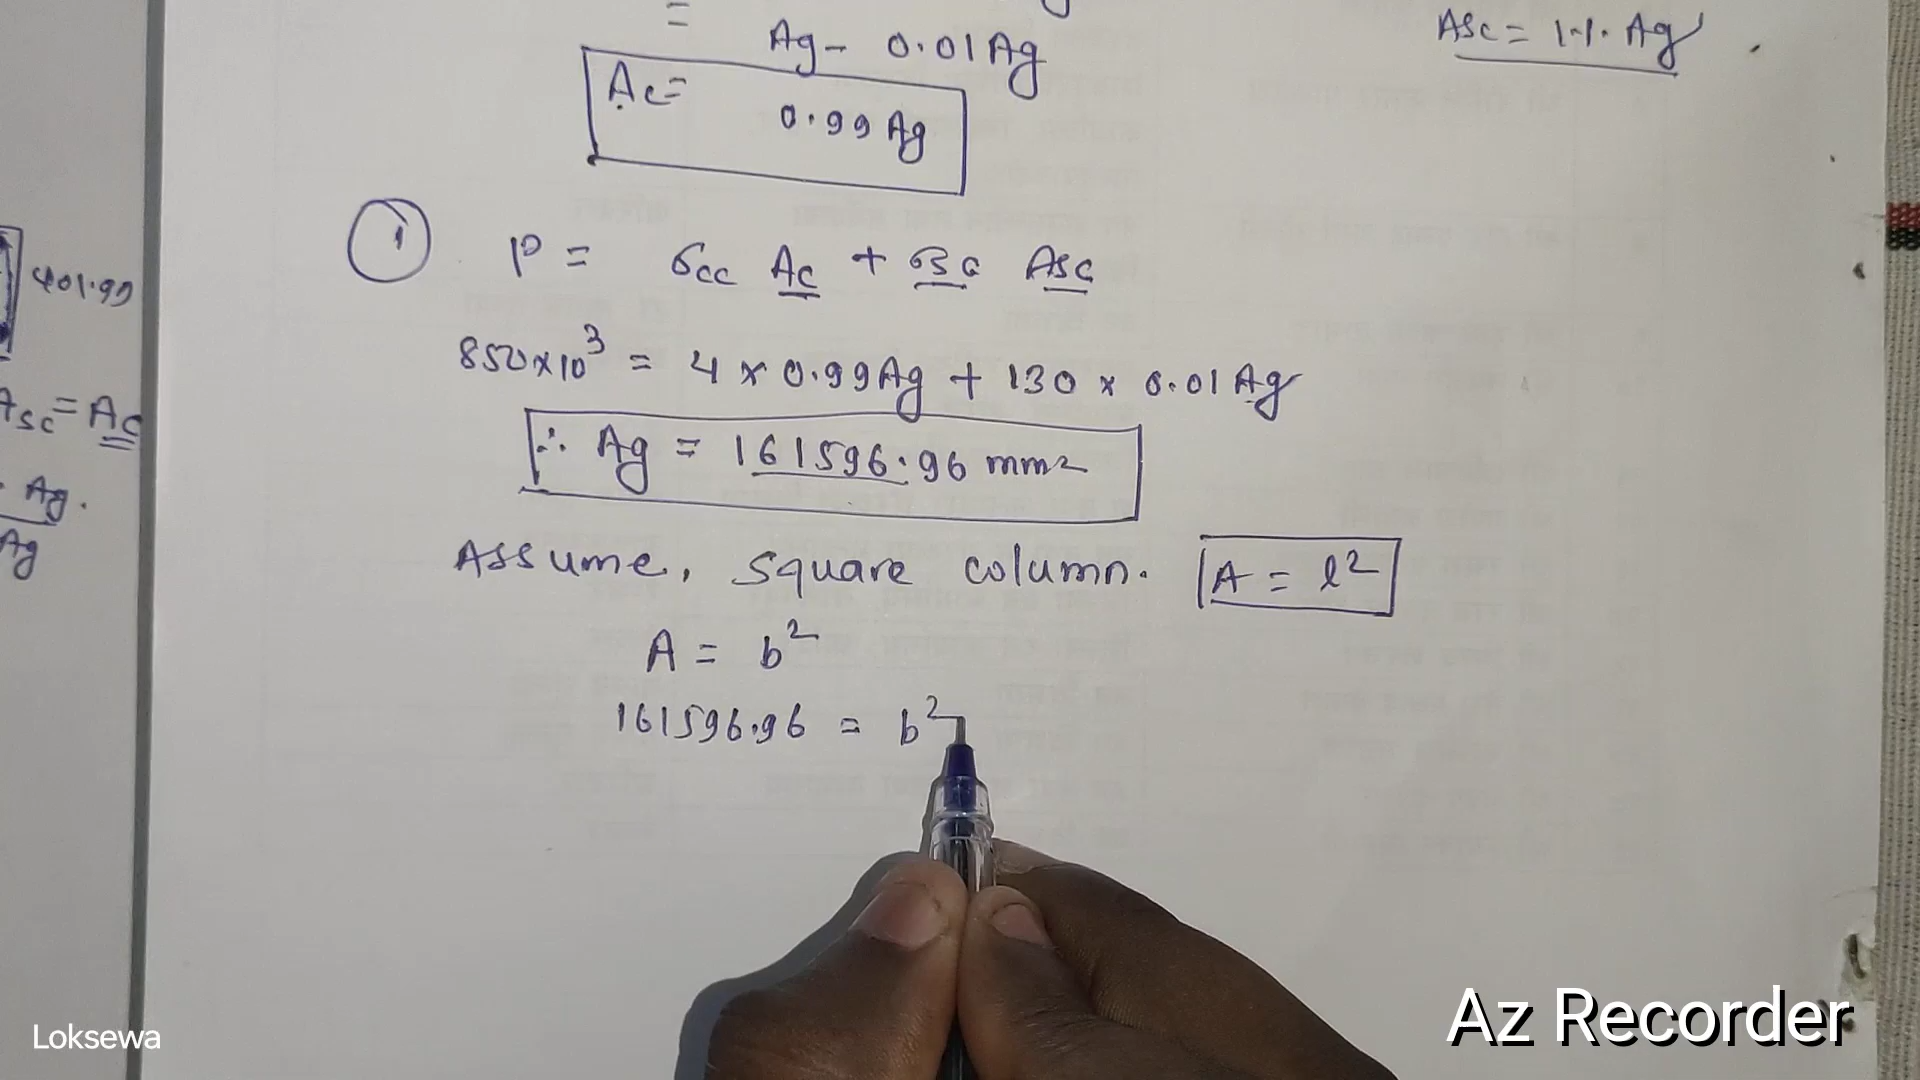 =
Ag - 0.01 Ag
Asc = 1.1. Ag
Ac =
0.99 Ag
401.99
Asc = Ac
Ag.
Ag
1
P = σcc Ac + σsc Asc
850×10³ = 4 × 0.99Ag + 130 × 0.01 Ag
∴ Ag = 161596.96 mm²
Assume, square column. A = l²
A = b²
161596.96 = b²
Loksewa
Az Recorder